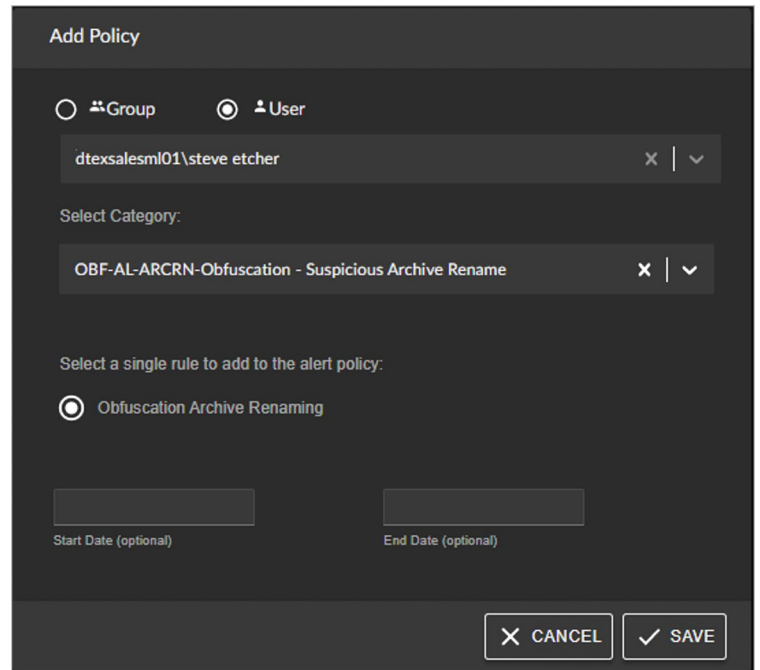 Add Policy
Group User
dtexsalesml01\steve etcher
Select Category:
OBF-AL-ARCRN-Obfuscation - Suspicious Archive Rename
Select a single rule to add to the alert policy:
Obfuscation Archive Renaming
Start Date (optional) End Date (optional)
CANCEL SAVE